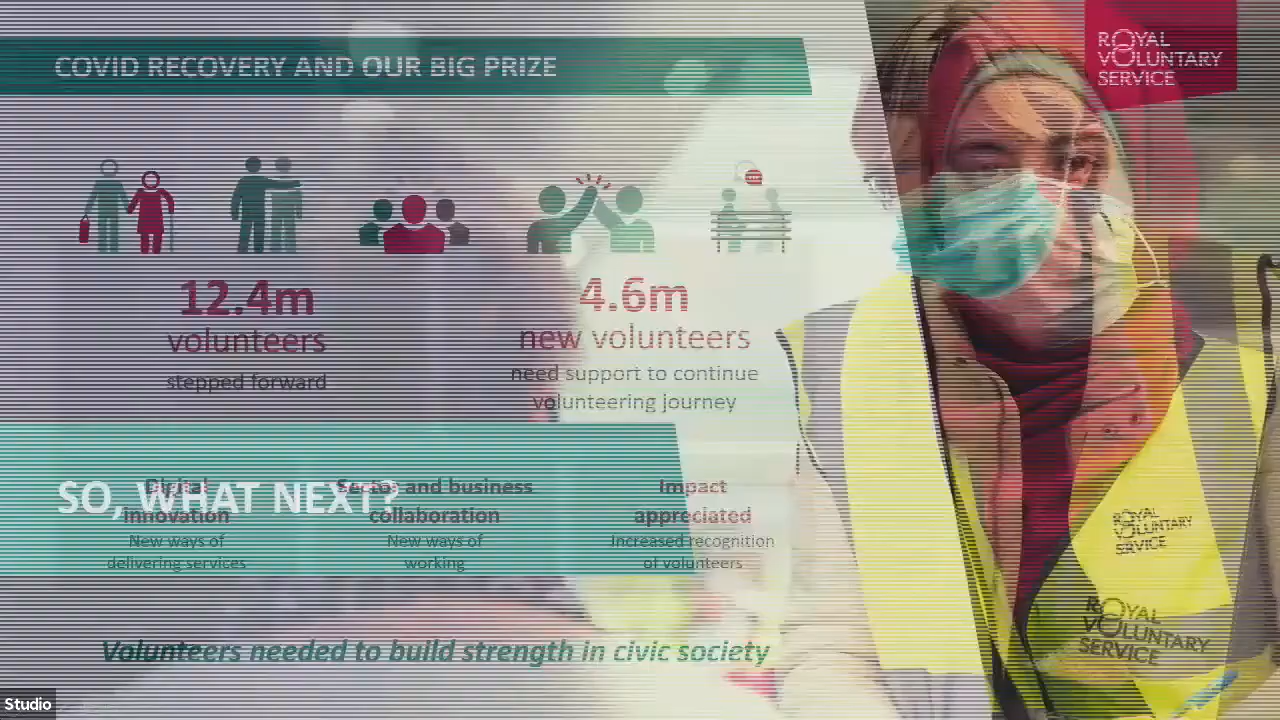 COVID RECOVERY AND OUR BIG PRIZE
ROYAL
VOLUNTARY
SERVICE
12.4m
volunteers
stepped forward
4.6m
new volunteers
need support to continue
volunteering journey
SO, WHAT NEXT?
Digital
innovation
New ways of
delivering services
Sector and business
collaboration
New ways of
working
Impact
appreciated
Increased recognition
of volunteers
Volunteers needed to build strength in civic society
ROYAL
VOLUNTARY
SERVICE
ROYAL
VOLUNTARY
SERVICE
Studio